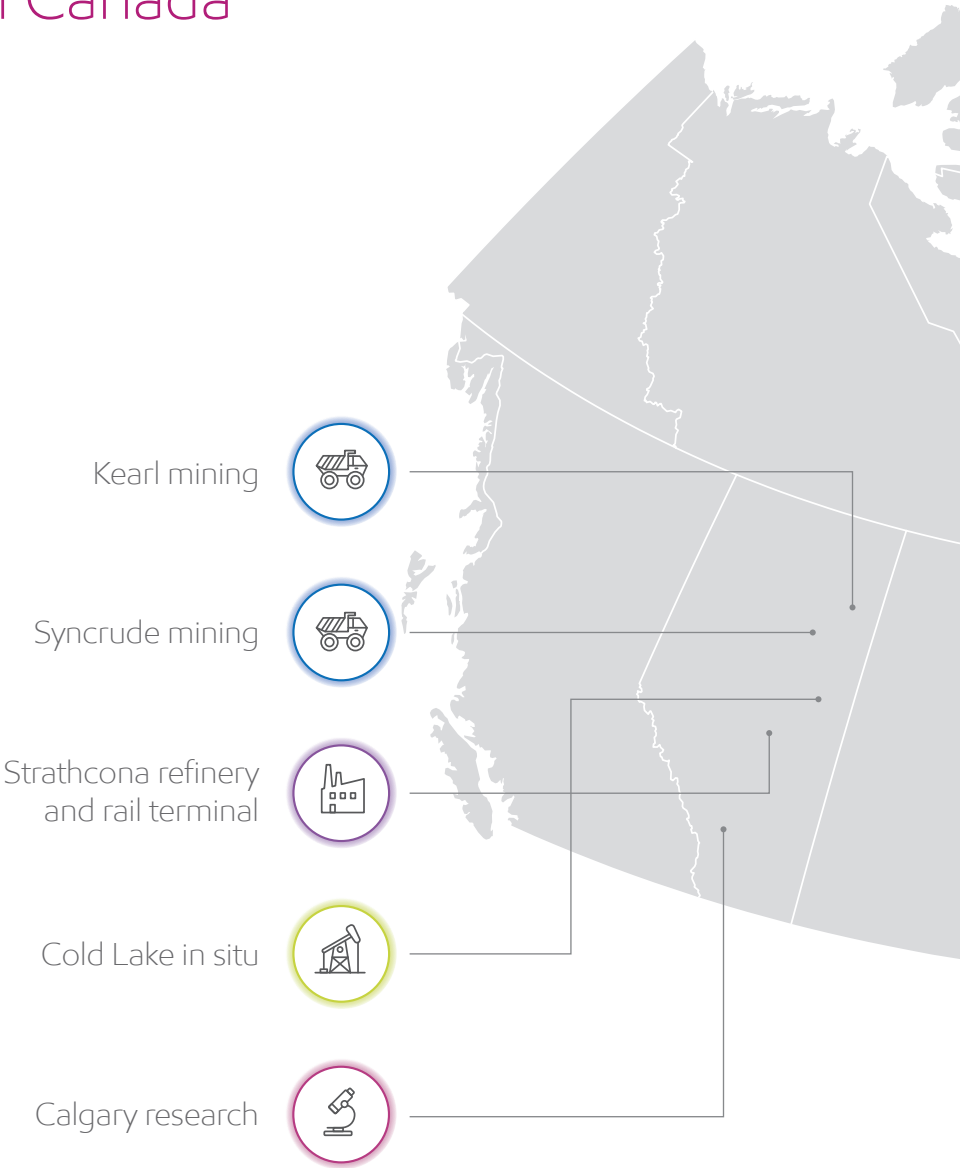 Canada
Kearl mining
Syncrude mining
Strathcona refinery
and rail terminal
Cold Lake in situ
Calgary research